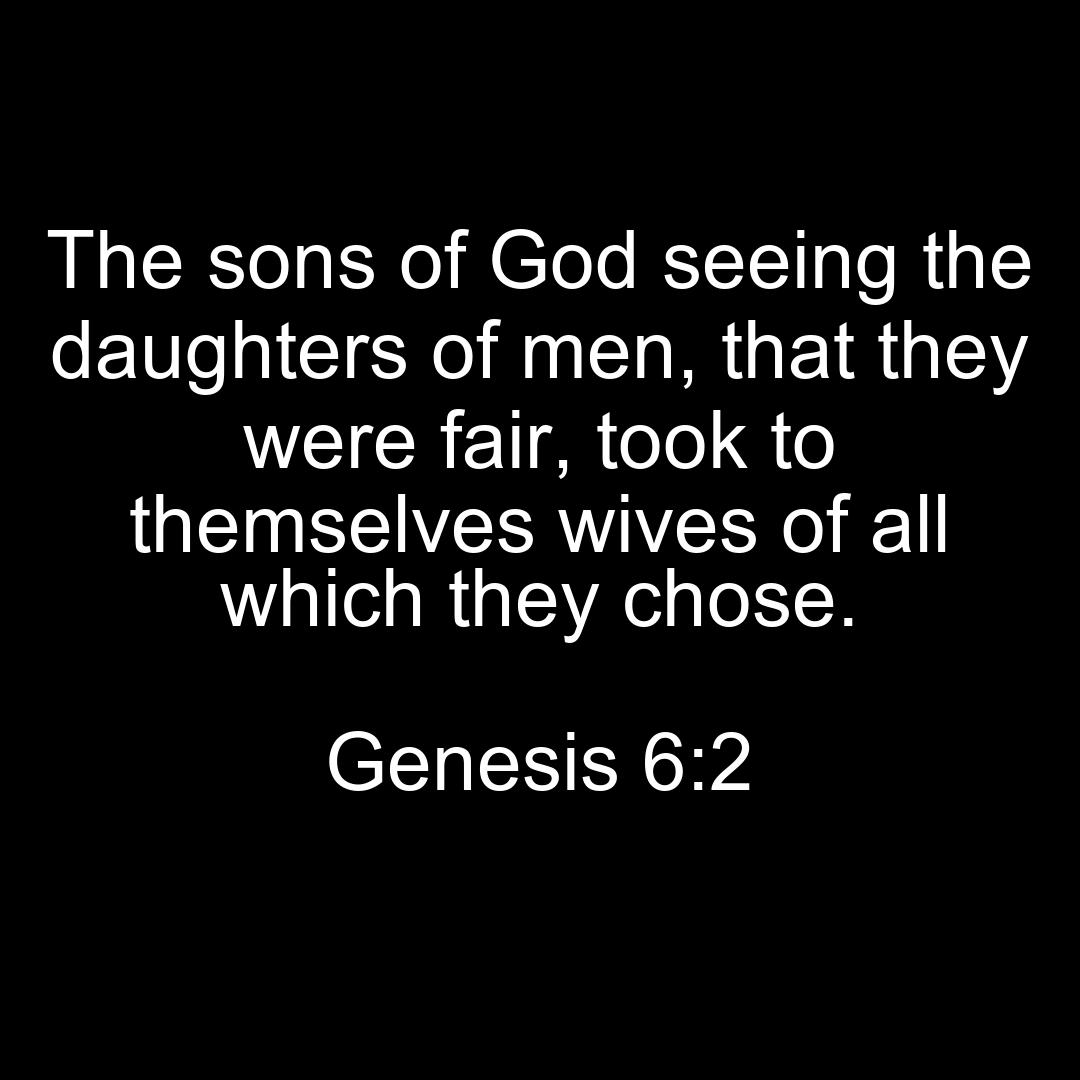 The sons of God seeing the
daughters of men, that they
were fair, took to
themselves wives of all
which they chose.
Genesis 6:2